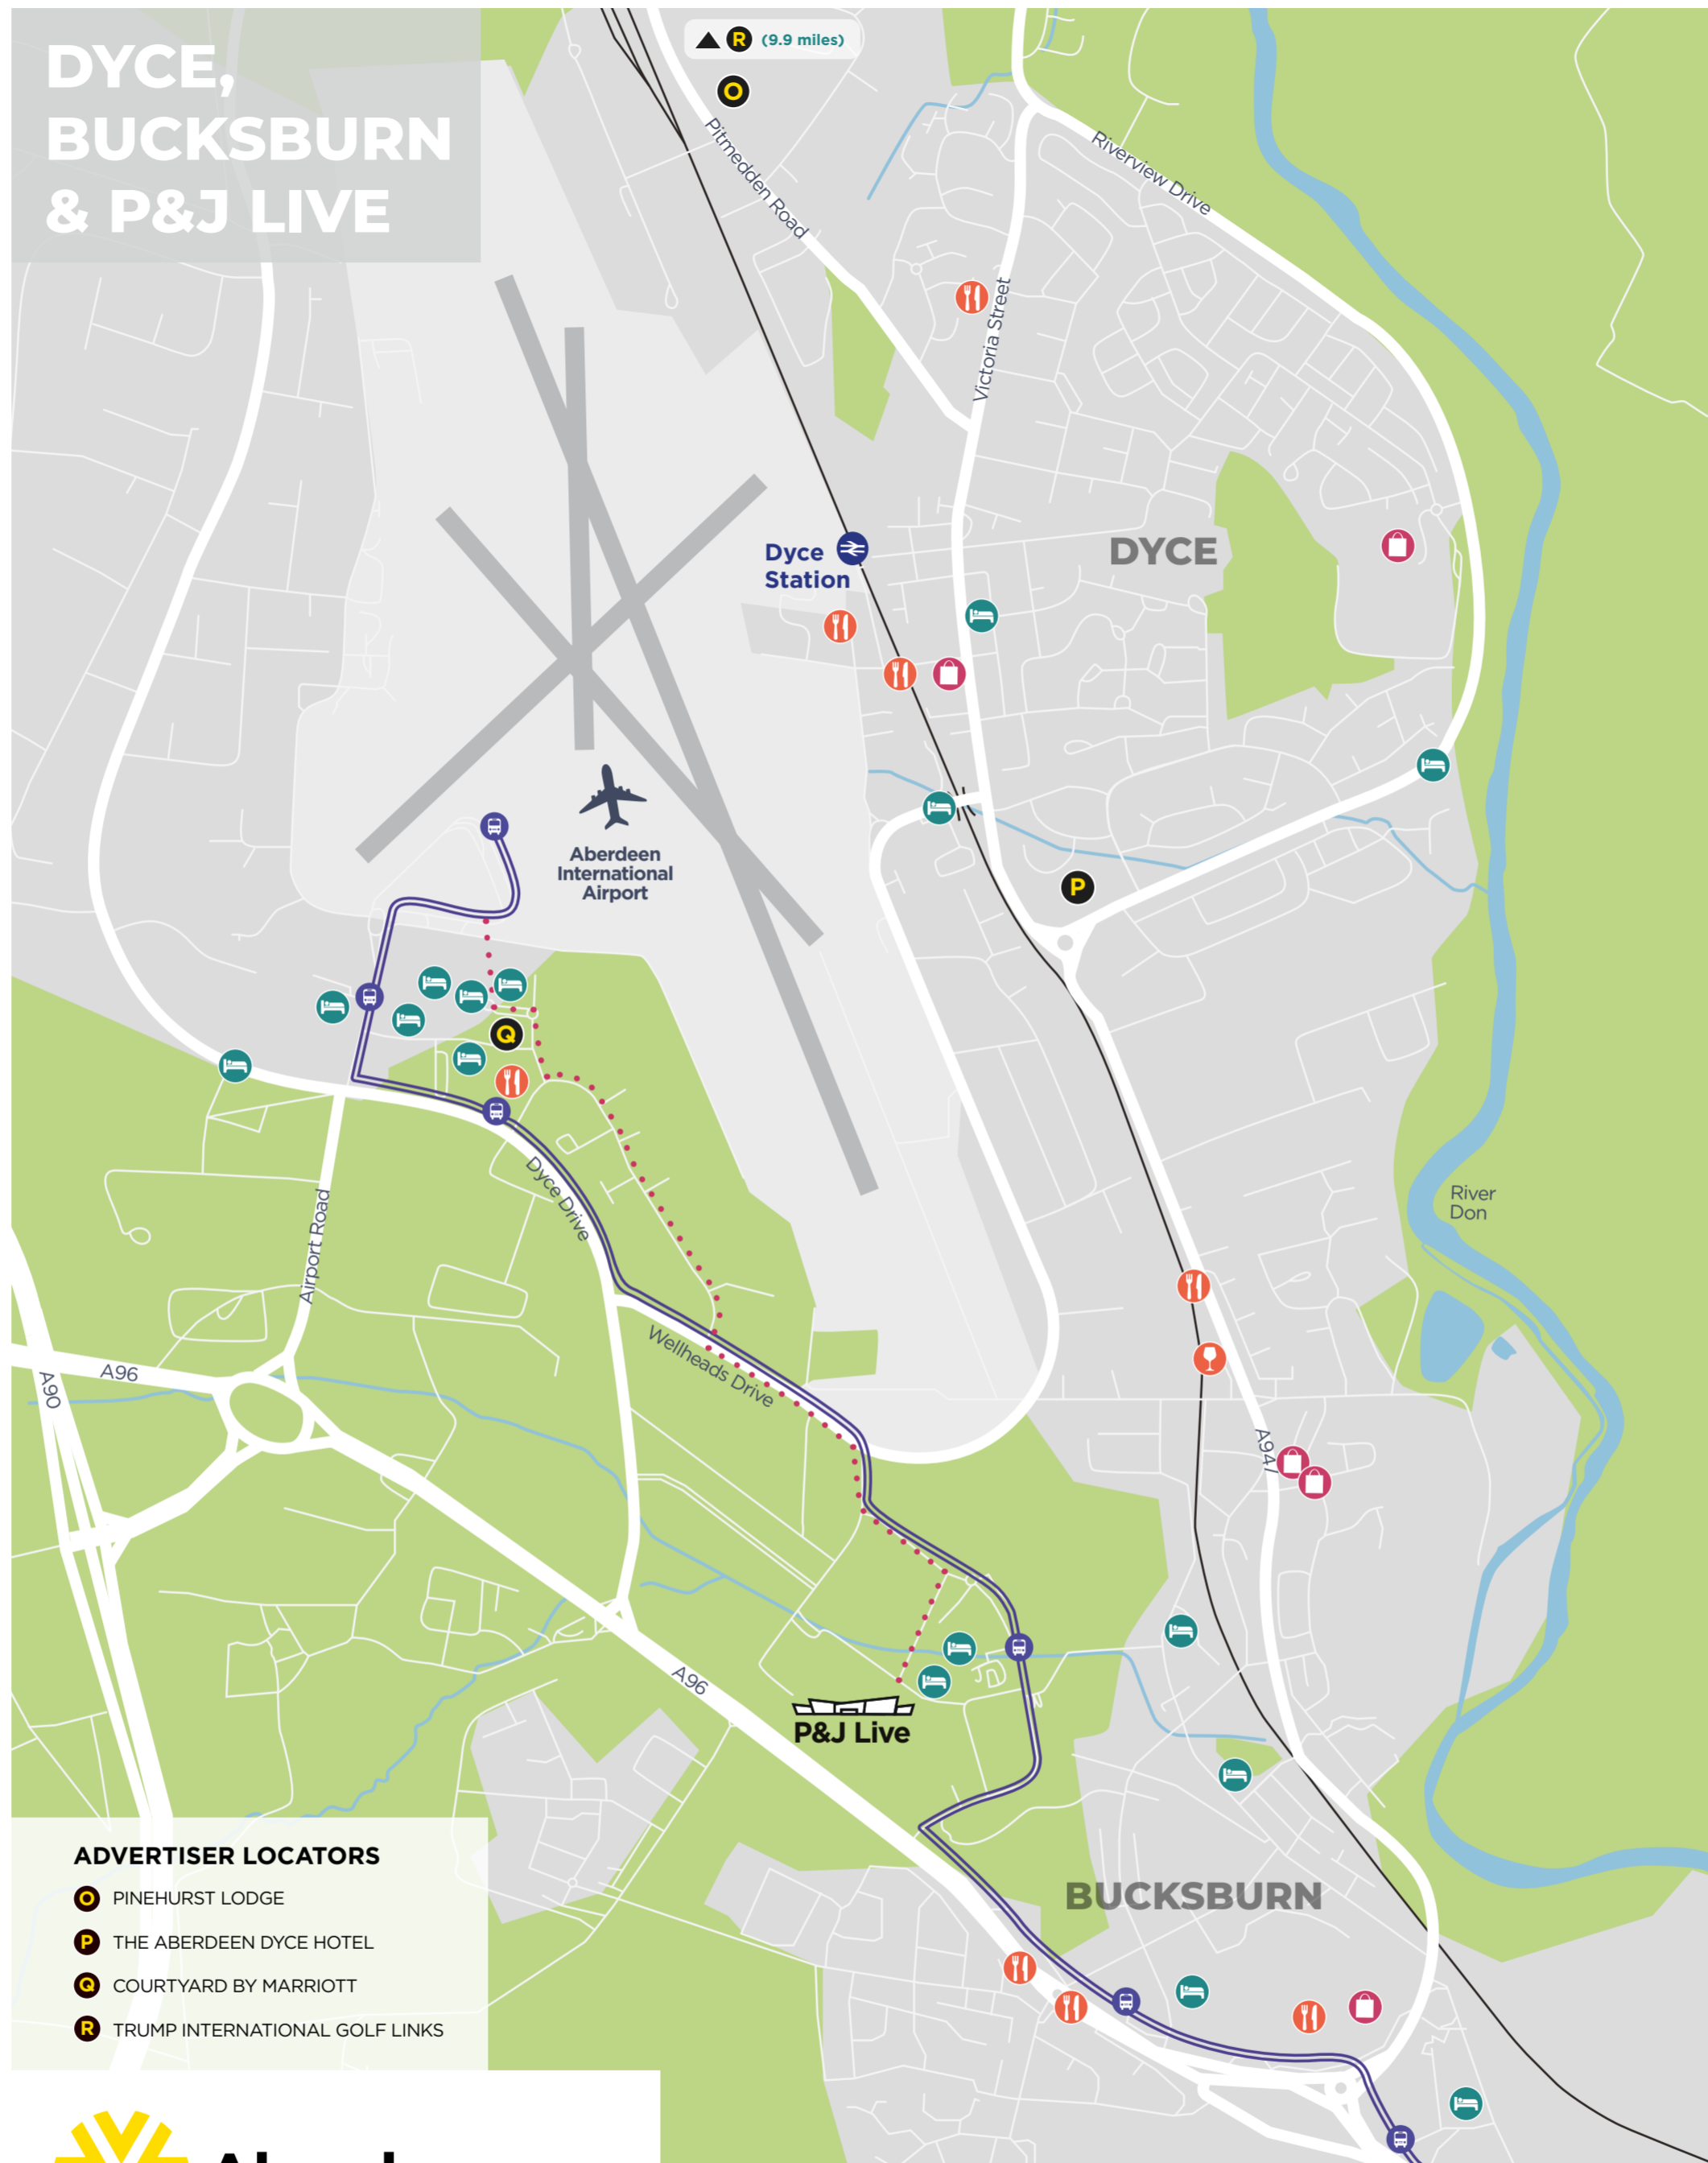 DYCE,
BUCKSBURN
& P&J LIVE
R (9.9 miles)
O
Pitmedden Road
Riverview Drive
Victoria Street
DYCE
Dyce
Station
Aberdeen
International
Airport
P
Q
River
Don
Dyce Drive
Airport Road
Wellheads Drive
A96
A90
A947
A96
P&J Live
BUCKSBURN
ADVERTISER LOCATORS
O PINEHURST LODGE
P THE ABERDEEN DYCE HOTEL
Q COURTYARD BY MARRIOTT
R TRUMP INTERNATIONAL GOLF LINKS